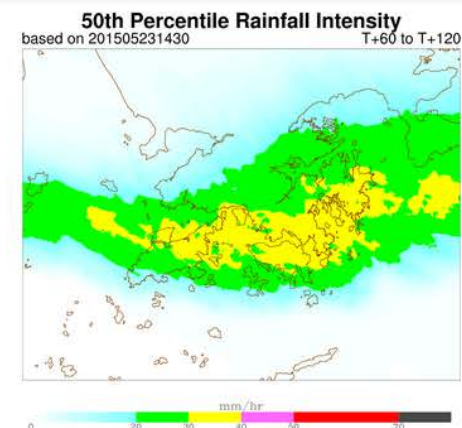 50th Percentile Rainfall Intensity
based on 201505231430 T+60 to T+120
mm/hr
0 20 30 40 50 70